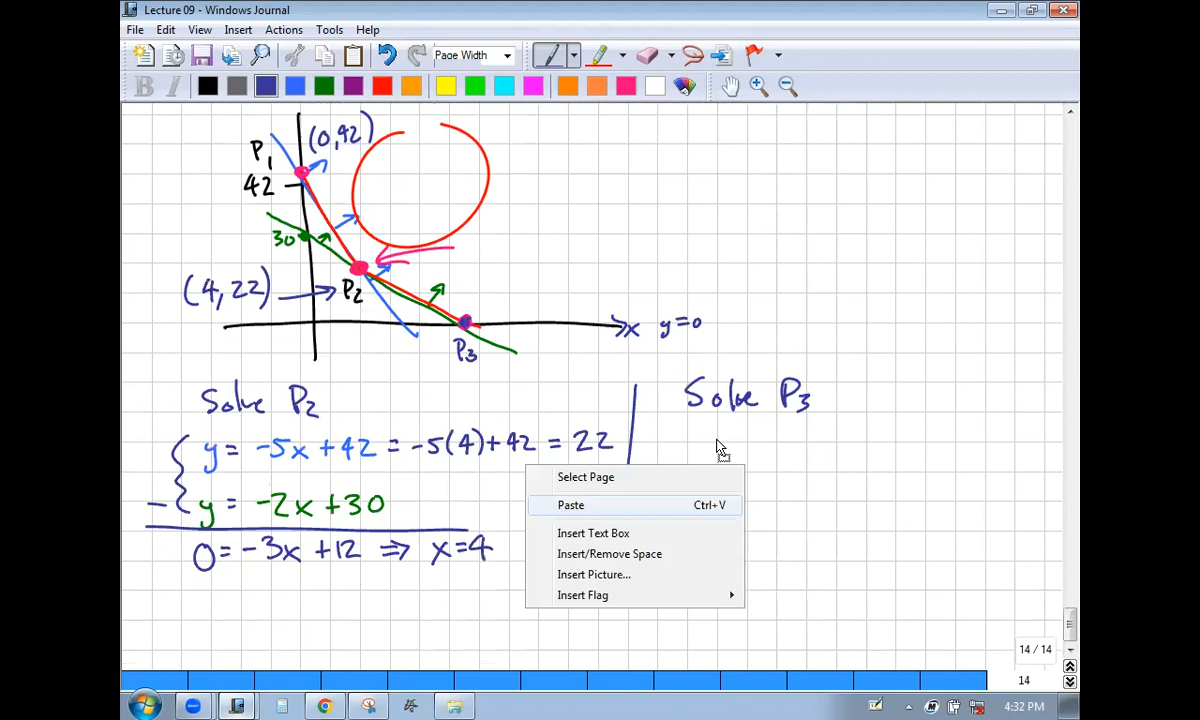 Lecture 09 - Windows Journal
File Edit View Insert Actions Tools Help
Page Width
B I
(0,42)
P1
42
30
(4,22)
P2
x y=0
P3
Solve P2
Solve P3
y = -5x +42 = -5(4)+42 = 22
- y = -2x +30
0 = -3x +12 ⇒ x=4
Select Page
Paste Ctrl+V
Insert Text Box
Insert/Remove Space
Insert Picture...
Insert Flag
14 / 14
14
4:32 PM